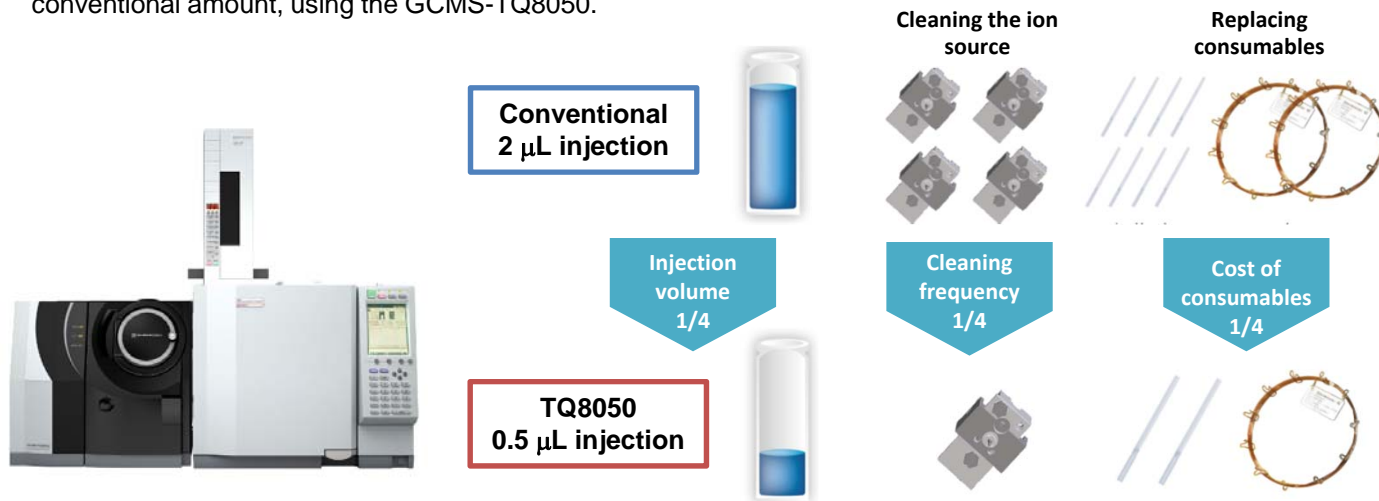 conventional amount, using the GCMS-TQ8050.
Cleaning the ion
source
Replacing
consumables
Conventional
2 μL injection
Injection
volume
1/4
Cleaning
frequency
1/4
Cost of
consumables
1/4
TQ8050
0.5 μL injection